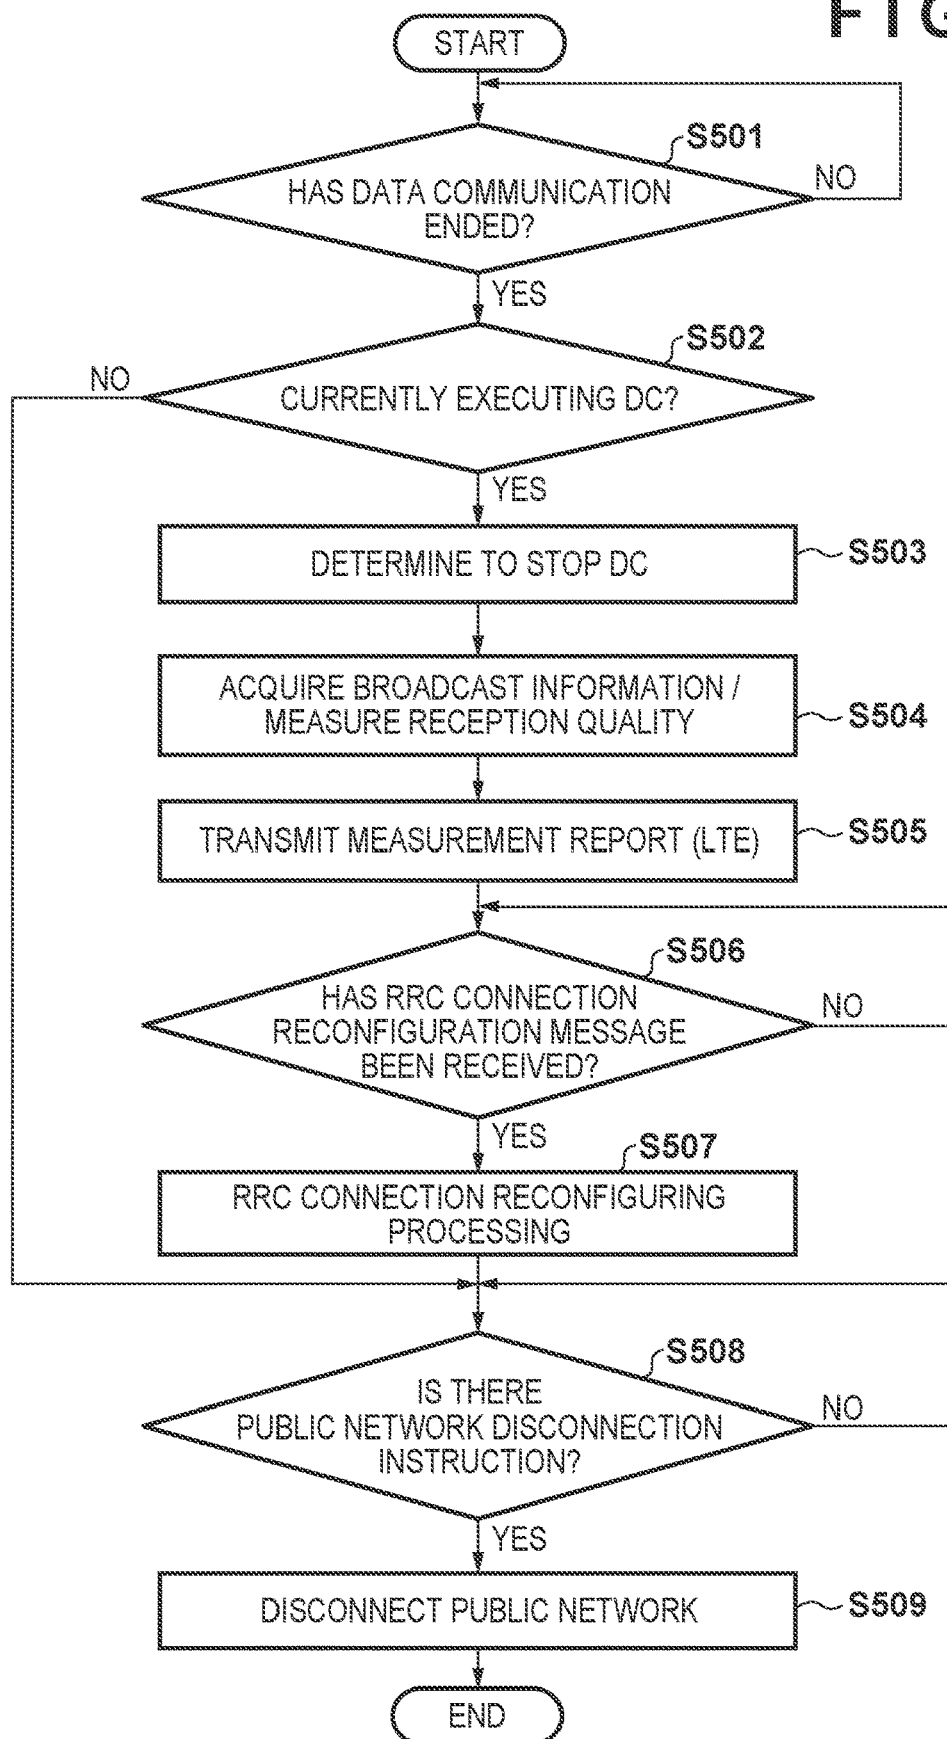 FIG
START
S501
HAS DATA COMMUNICATION
ENDED?
NO
YES
S502
NO
CURRENTLY EXECUTING DC?
YES
DETERMINE TO STOP DC
S503
ACQUIRE BROADCAST INFORMATION /
MEASURE RECEPTION QUALITY
S504
TRANSMIT MEASUREMENT REPORT (LTE)
S505
S506
HAS RRC CONNECTION
RECONFIGURATION MESSAGE
BEEN RECEIVED?
NO
YES
S507
RRC CONNECTION RECONFIGURING
PROCESSING
S508
IS THERE
PUBLIC NETWORK DISCONNECTION
INSTRUCTION?
NO
YES
DISCONNECT PUBLIC NETWORK
S509
END